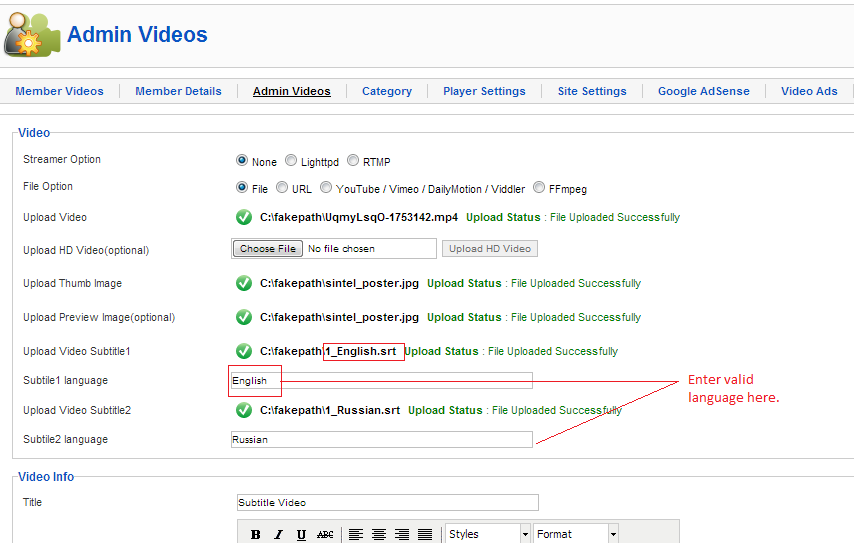 Admin Videos
Member Videos Member Details Admin Videos Category Player Settings Site Settings Google AdSense Video Ads
Video
Streamer Option None Lighttpd RTMP
File Option File URL YouTube / Vimeo / DailyMotion / Viddler FFmpeg
Upload Video C:\fakepath\UqmyLsqO-1753142.mp4 Upload Status : File Uploaded Successfully
Upload HD Video(optional) Choose File No file chosen Upload HD Video
Upload Thumb Image C:\fakepath\sintel_poster.jpg Upload Status : File Uploaded Successfully
Upload Preview Image(optional) C:\fakepath\sintel_poster.jpg Upload Status : File Uploaded Successfully
Upload Video Subtitle1 C:\fakepath\1_English.srt Upload Status : File Uploaded Successfully
Subtile1 language English
Enter valid
language here.
Upload Video Subtitle2 C:\fakepath\1_Russian.srt Upload Status : File Uploaded Successfully
Subtile2 language Russian
Video Info
Title Subtitle Video
B I U ABC Styles Format